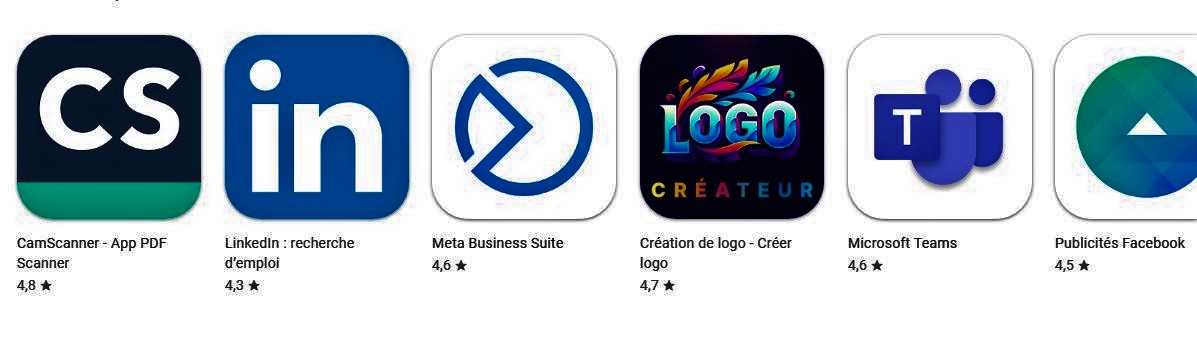 CS
in
LOGO
CRÉATEUR
T
CamScanner - App PDF
Scanner
4,8 ★
LinkedIn : recherche
d'emploi
4,3 ★
Meta Business Suite
4,6 ★
Création de logo - Créer
logo
4,7 ★
Microsoft Teams
4,6 ★
Publicités Facebook
4,5 ★